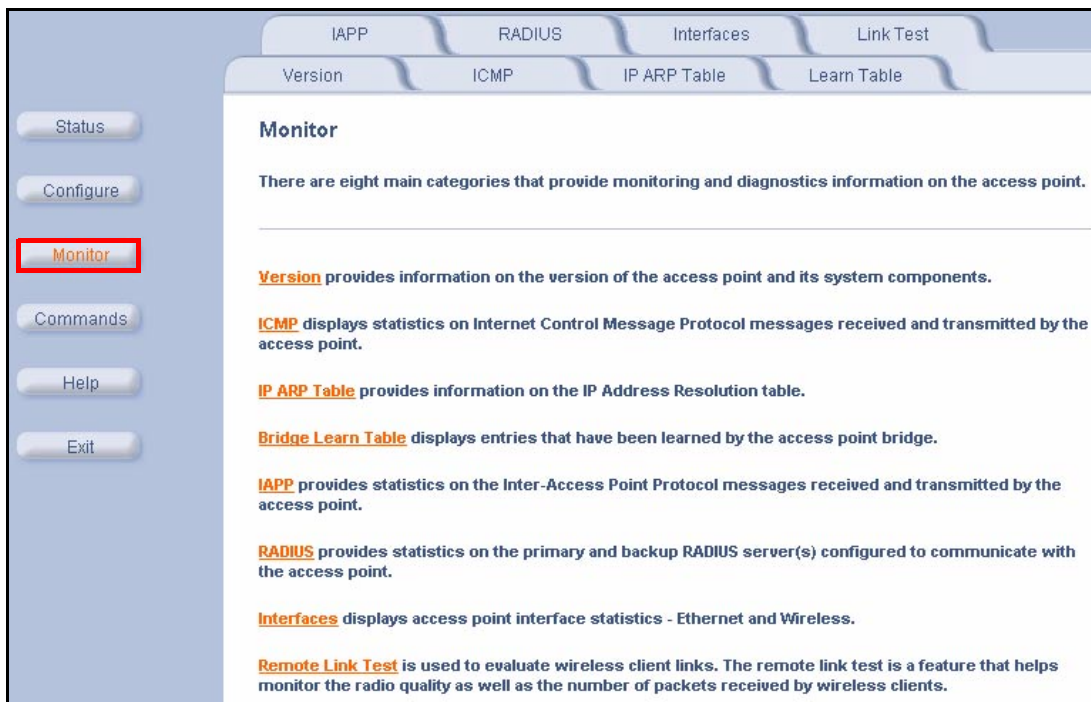 IAPP RADIUS Interfaces Link Test
Version ICMP IP ARP Table Learn Table
Status
Configure
Monitor
Commands
Help
Exit
Monitor
There are eight main categories that provide monitoring and diagnostics information on the access point.
Version provides information on the version of the access point and its system components.
ICMP displays statistics on Internet Control Message Protocol messages received and transmitted by the
access point.
IP ARP Table provides information on the IP Address Resolution table.
Bridge Learn Table displays entries that have been learned by the access point bridge.
IAPP provides statistics on the Inter-Access Point Protocol messages received and transmitted by the
access point.
RADIUS provides statistics on the primary and backup RADIUS server(s) configured to communicate with
the access point.
Interfaces displays access point interface statistics - Ethernet and Wireless.
Remote Link Test is used to evaluate wireless client links. The remote link test is a feature that helps
monitor the radio quality as well as the number of packets received by wireless clients.